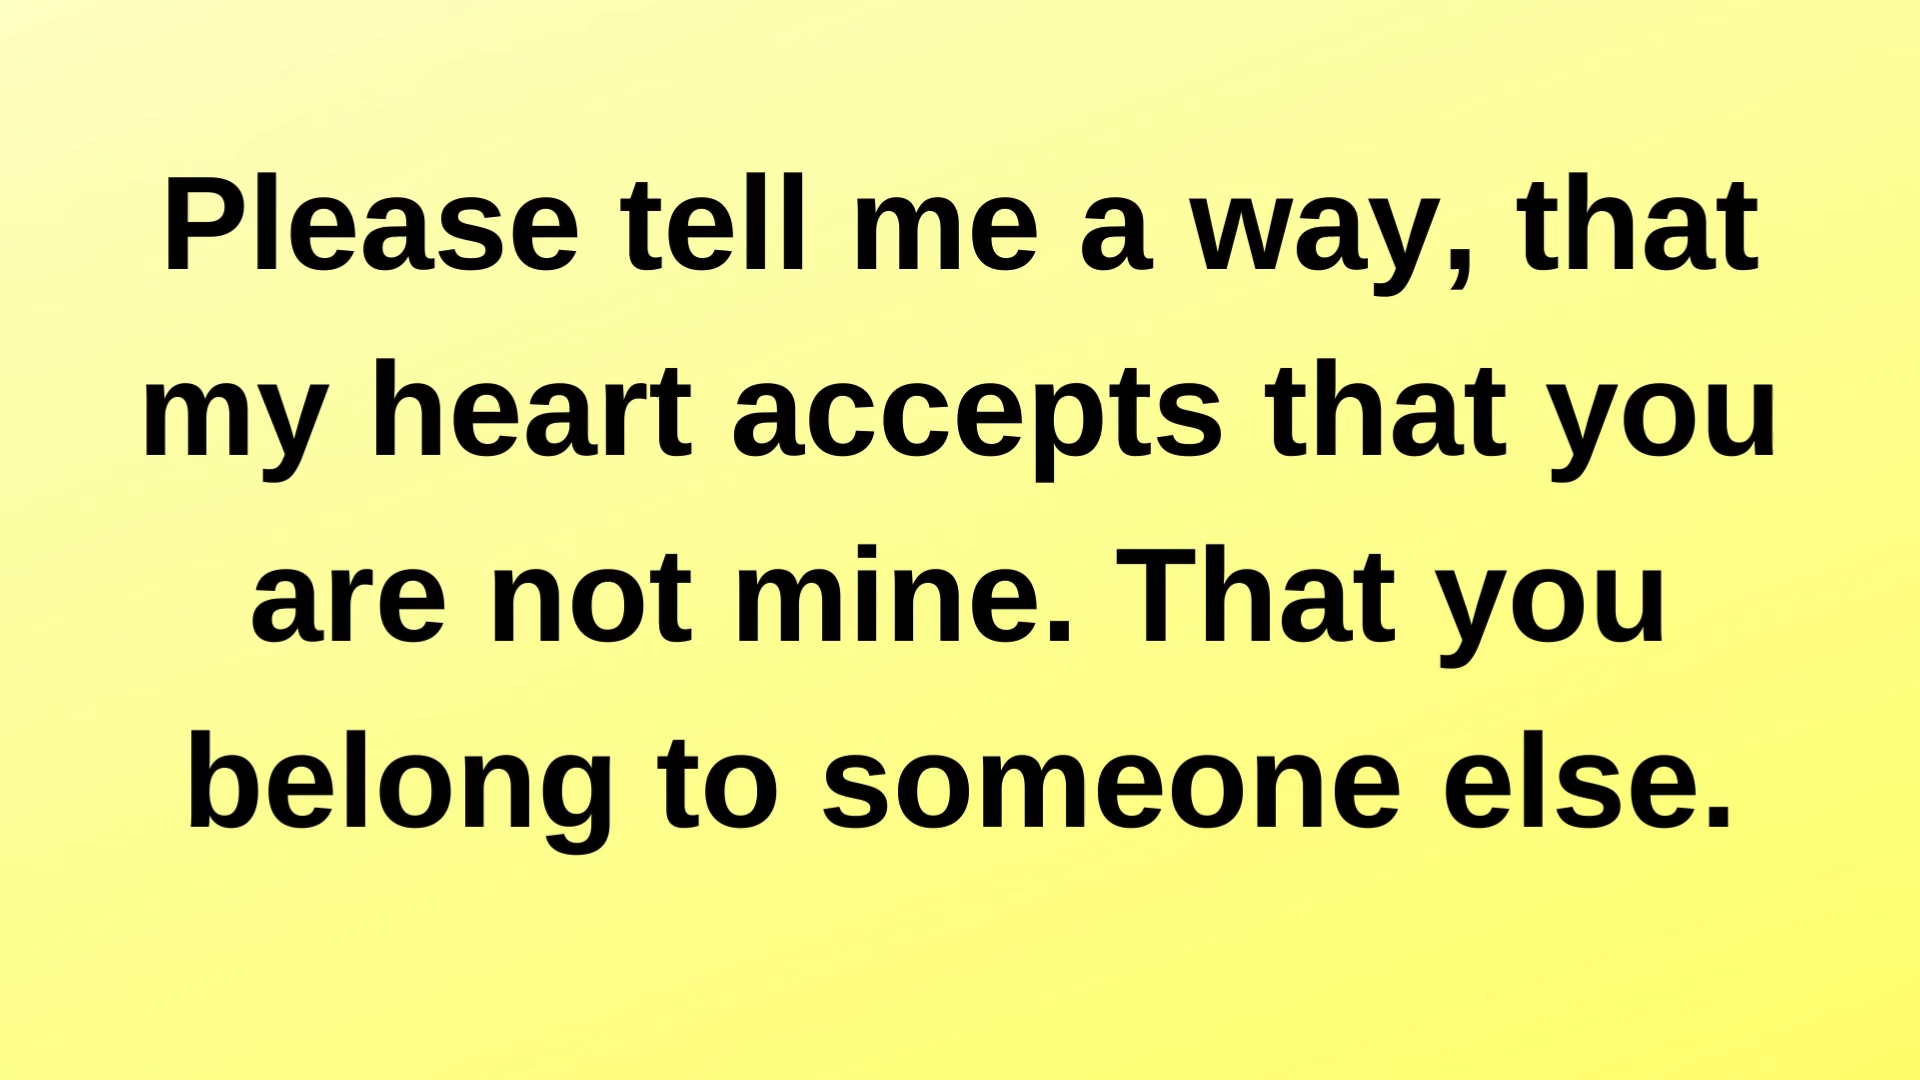 Please tell me a way, that
my heart accepts that you
are not mine. That you
belong to someone else.